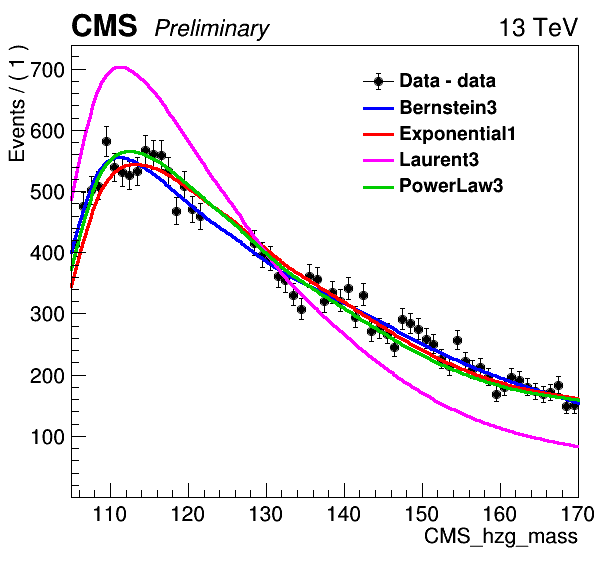 CMS Preliminary 13 TeV
Events / ( 1 )
700
600
500
400
300
200
100
Data - data
Bernstein3
Exponential1
Laurent3
PowerLaw3
110 120 130 140 150 160 170
CMS_hzg_mass